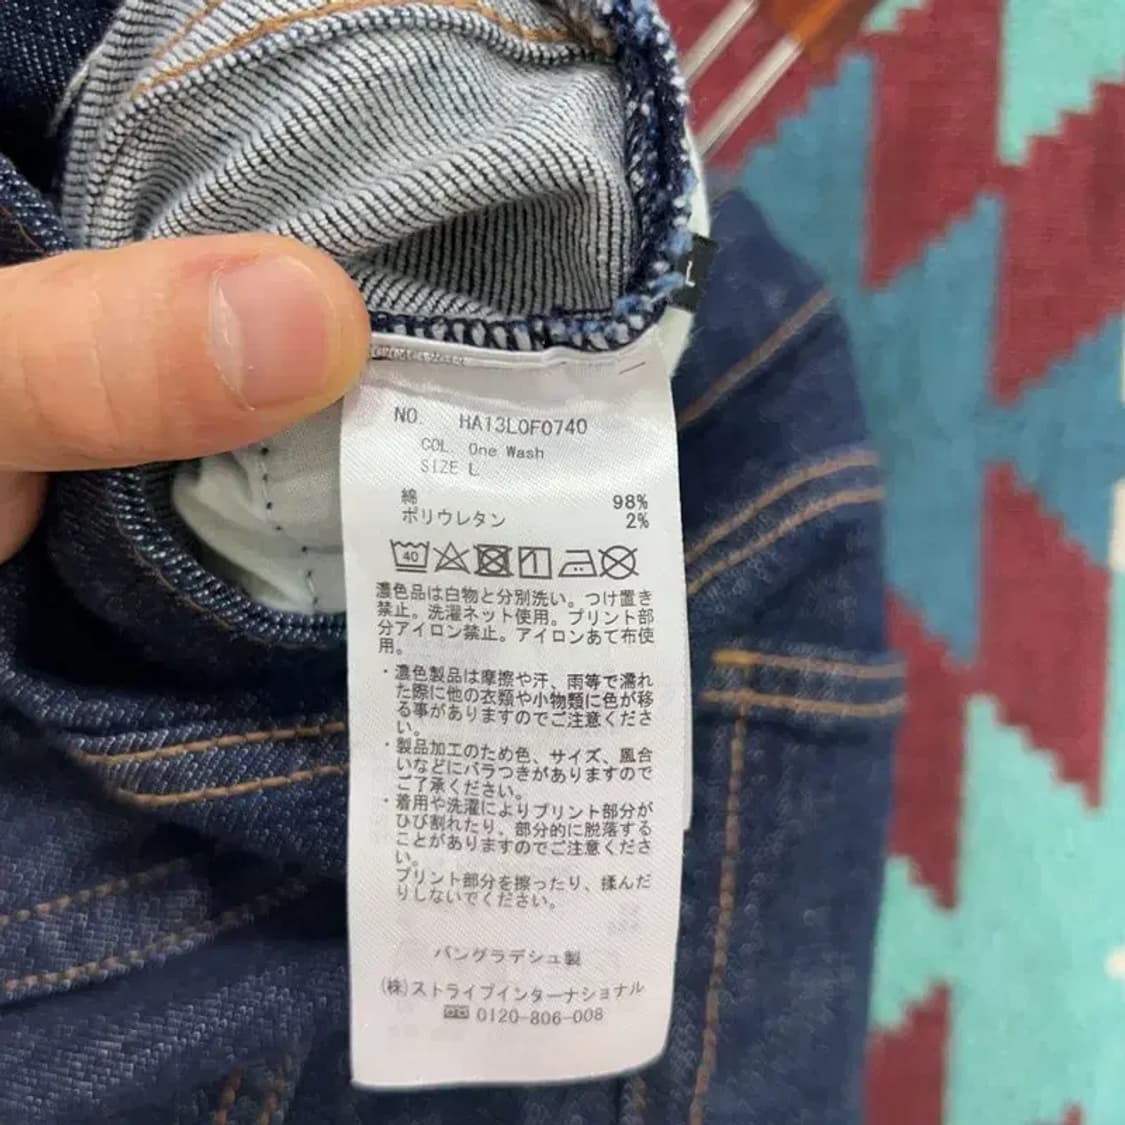 L
NO. HA13L0F0740
COL One Wash
SIZE L
綿 98%
ポリウレタン 2%
40
濃色品は白物と分別洗い。つけ置き
禁止。洗濯ネット使用。プリント部
分アイロン禁止。アイロンあて布使
用。
・濃色製品は摩擦や汗、雨等で濡れ
た際に他の衣類や小物類に色が移
る事がありますのでご注意くださ
い。
・製品加工のため色、サイズ、風合
いなどにバラつきがありますので
ご了承ください。
・着用や洗濯によりプリント部分が
ひび割れたり、部分的に脱落する
ことがありますのでご注意くださ
い。
プリント部分を擦ったり、揉んだ
りしないでください。
バングラデシュ製
(株)ストライプインターナショナル
0120-806-008